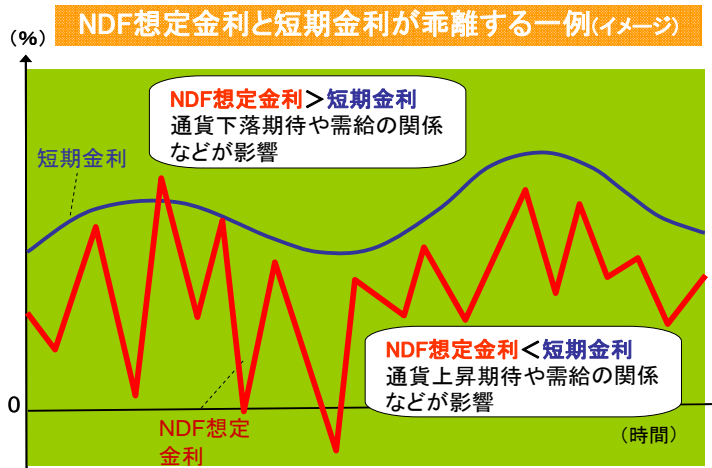 NDF想定金利と短期金利が乖離する一例(イメージ)
(%)
NDF想定金利＞短期金利
通貨下落期待や需給の関係
などが影響
短期金利
NDF想定金利＜短期金利
通貨上昇期待や需給の関係
などが影響
0
NDF想定
金利
(時間)